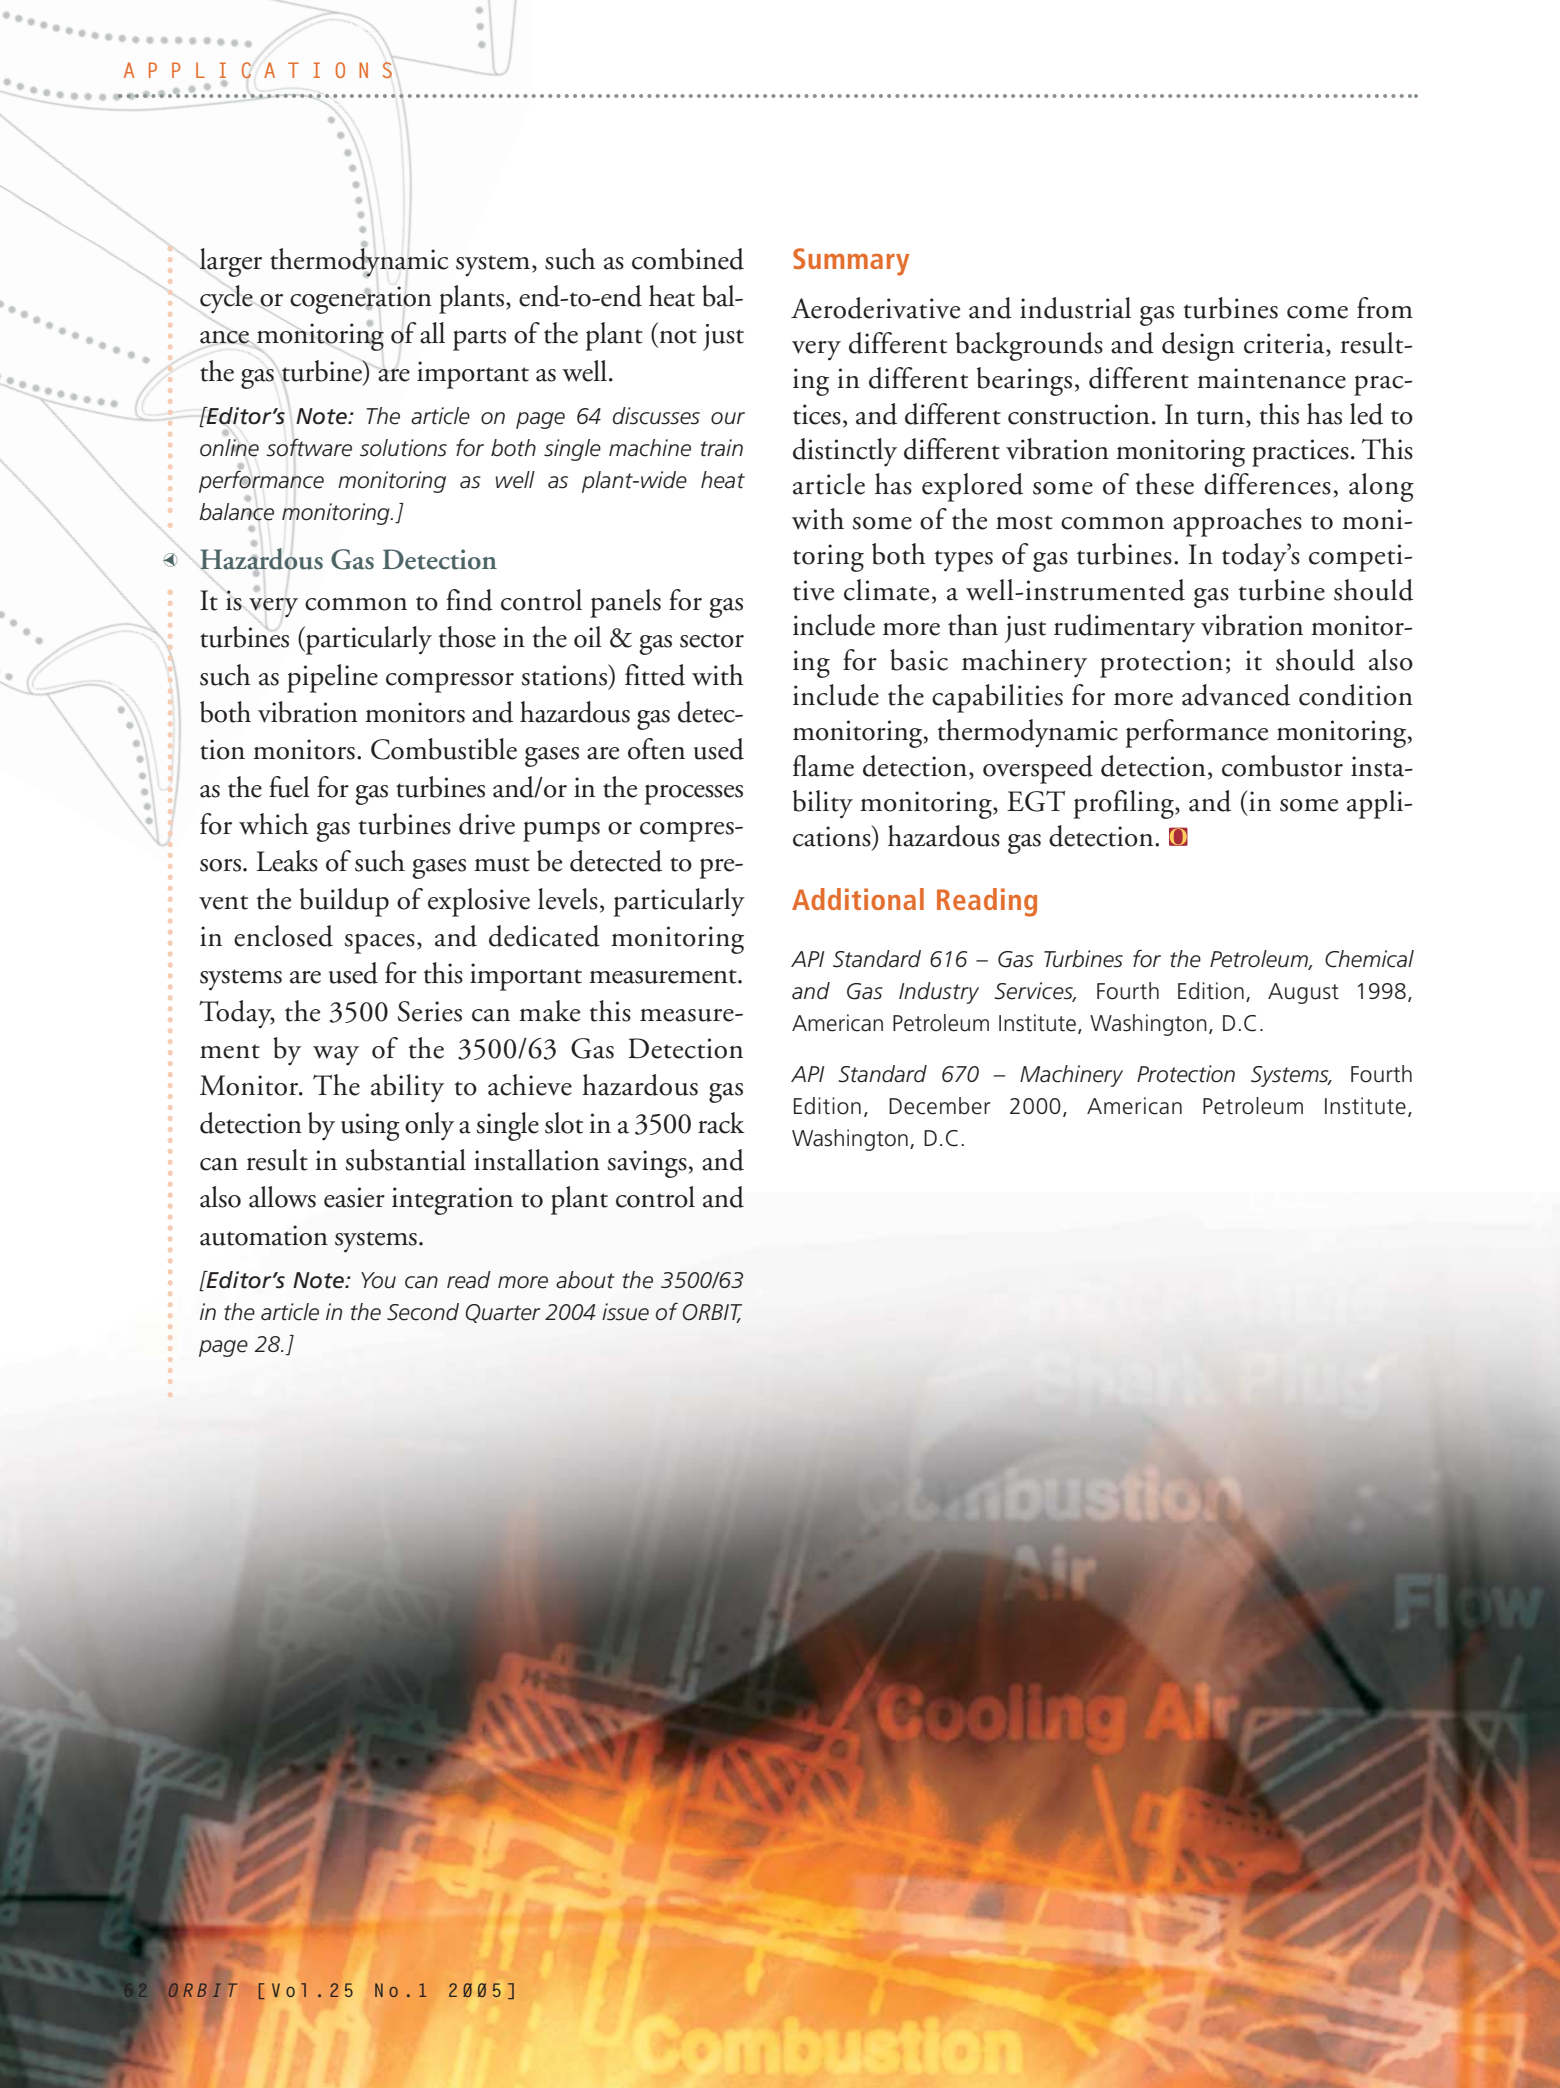 APPLICATIONS
larger thermodynamic system, such as combined
cycle or cogeneration plants, end-to-end heat bal-
ance monitoring of all parts of the plant (not just
the gas turbine) are important as well.
[Editor’s Note: The article on page 64 discusses our
online software solutions for both single machine train
performance monitoring as well as plant-wide heat
balance monitoring.]
Hazardous Gas Detection
It is very common to find control panels for gas
turbines (particularly those in the oil & gas sector
such as pipeline compressor stations) fitted with
both vibration monitors and hazardous gas detec-
tion monitors. Combustible gases are often used
as the fuel for gas turbines and/or in the processes
for which gas turbines drive pumps or compres-
sors. Leaks of such gases must be detected to pre-
vent the buildup of explosive levels, particularly
in enclosed spaces, and dedicated monitoring
systems are used for this important measurement.
Today, the 3500 Series can make this measure-
ment by way of the 3500/63 Gas Detection
Monitor. The ability to achieve hazardous gas
detection by using only a single slot in a 3500 rack
can result in substantial installation savings, and
also allows easier integration to plant control and
automation systems.
[Editor’s Note: You can read more about the 3500/63
in the article in the Second Quarter 2004 issue of ORBIT,
page 28.]
Summary
Aeroderivative and industrial gas turbines come from
very different backgrounds and design criteria, result-
ing in different bearings, different maintenance prac-
tices, and different construction. In turn, this has led to
distinctly different vibration monitoring practices. This
article has explored some of these differences, along
with some of the most common approaches to moni-
toring both types of gas turbines. In today’s competi-
tive climate, a well-instrumented gas turbine should
include more than just rudimentary vibration monitor-
ing for basic machinery protection; it should also
include the capabilities for more advanced condition
monitoring, thermodynamic performance monitoring,
flame detection, overspeed detection, combustor insta-
bility monitoring, EGT profiling, and (in some appli-
cations) hazardous gas detection.
Additional Reading
API Standard 616 – Gas Turbines for the Petroleum, Chemical
and Gas Industry Services, Fourth Edition, August 1998,
American Petroleum Institute, Washington, D.C.
API Standard 670 – Machinery Protection Systems, Fourth
Edition, December 2000, American Petroleum Institute,
Washington, D.C.
Spark Plug
Combustion
Air
Flow
Cooling Air
62 ORBIT [Vol.25 No.1 2005]
Combustion